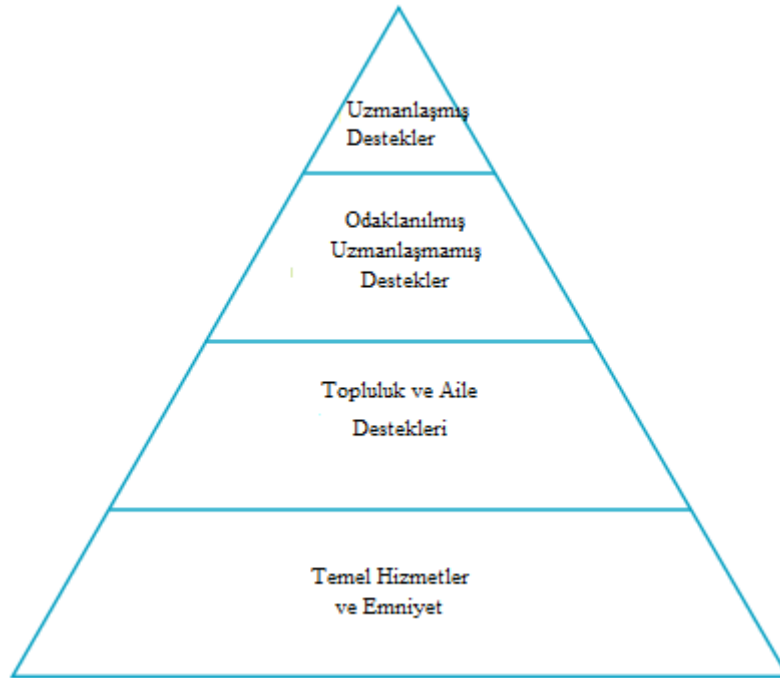 Uzmanlaşmış
Destekler
Odaklanılmış
Uzmanlaşmamış
Destekler
Topluluk ve Aile
Destekleri
Temel Hizmetler
ve Emniyet